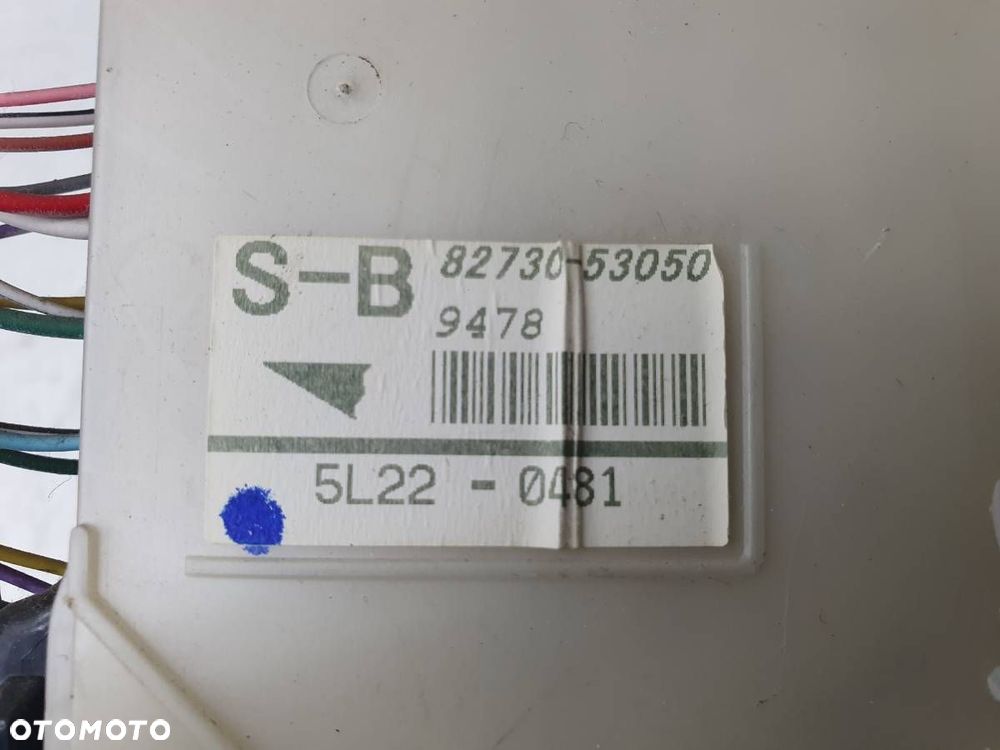 S-B 82730-53050
9478
5L22 - 0481
OTOMOTO